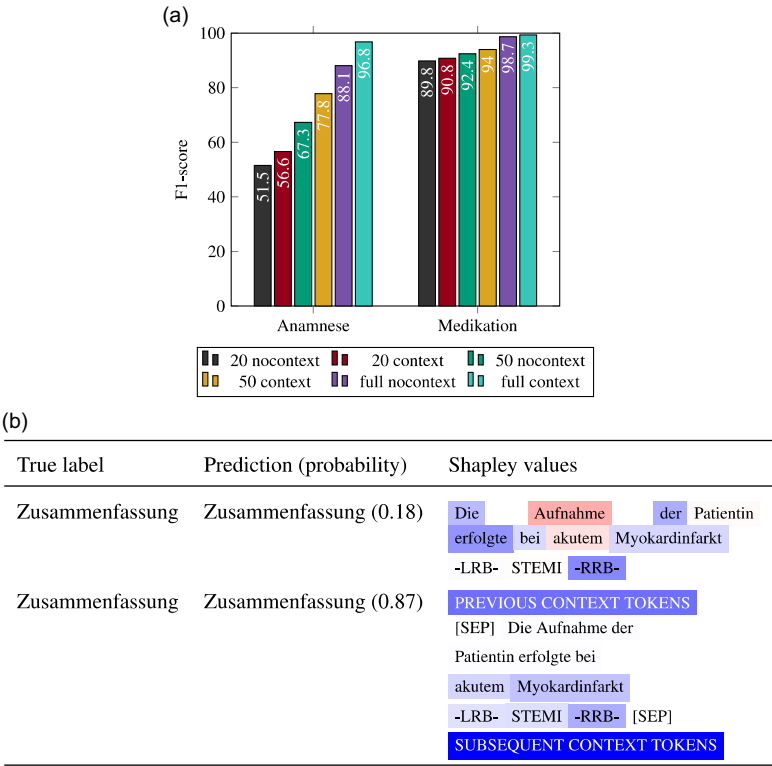 (a)
100
80
60
40
20
0
F1-score
51.5
56.6
67.3
77.8
88.1
96.8
89.8
90.8
92.4
94
98.7
99.3
Anamnese Medikation
20 nocontext 20 context 50 nocontext
50 context full nocontext full context
(b)
True label Prediction (probability) Shapley values
Zusammenfassung Zusammenfassung (0.18) Die Aufnahme der Patientin
erfolgte bei akutem Myokardinfarkt
-LRB- STEMI -RRB-
Zusammenfassung Zusammenfassung (0.87) PREVIOUS CONTEXT TOKENS
[SEP] Die Aufnahme der
Patientin erfolgte bei
akutem Myokardinfarkt
-LRB- STEMI -RRB- [SEP]
SUBSEQUENT CONTEXT TOKENS